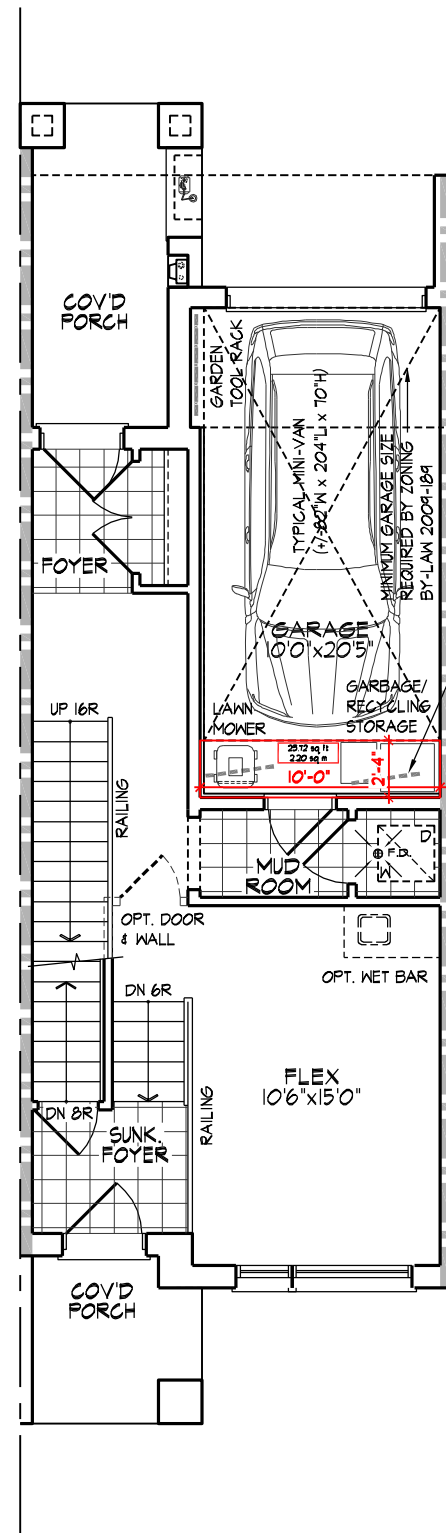 COV'D
PORCH
GARDEN
TOOL RACK
TYPICAL MINI-VAN
(+/-82"W x 204"L x 70"H)
MINIMUM GARAGE SIZE
REQUIRED BY ZONING
BY-LAW 2009-189
FOYER
GARAGE
10'0"x20'5"
GARBAGE/
RECYCLING
STORAGE
LAWN
MOWER
UP 16R
RAILING
23.72 sq ft
2.20 sq m
10'-0"
2'-4"
MUD
ROOM
F.D.
D
W
OPT. DOOR
& WALL
OPT. WET BAR
DN 6R
FLEX
10'6"x15'0"
RAILING
DN 8R
SUNK.
FOYER
COV'D
PORCH